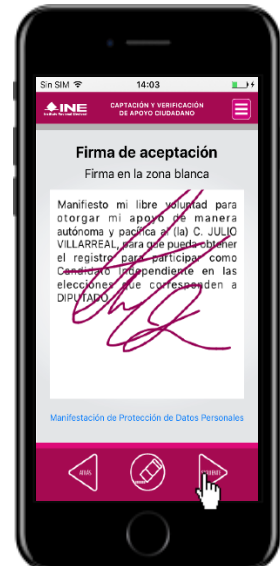 Sin SIM 14:03
INE
Instituto Nacional Electoral
CAPTACIÓN Y VERIFICACIÓN
DE APOYO CIUDADANO
Firma de aceptación
Firma en la zona blanca
Manifiesto mi libre voluntad para
otorgar mi apoyo de manera
autónoma y pacífica a (la) C. JULIO
VILLARREAL, para que pueda obtener
el registro para participar como
Candidato Independiente en las
elecciones que corresponden a
DIPUTADO
Manifestación de Protección de Datos Personales
ATRÁS